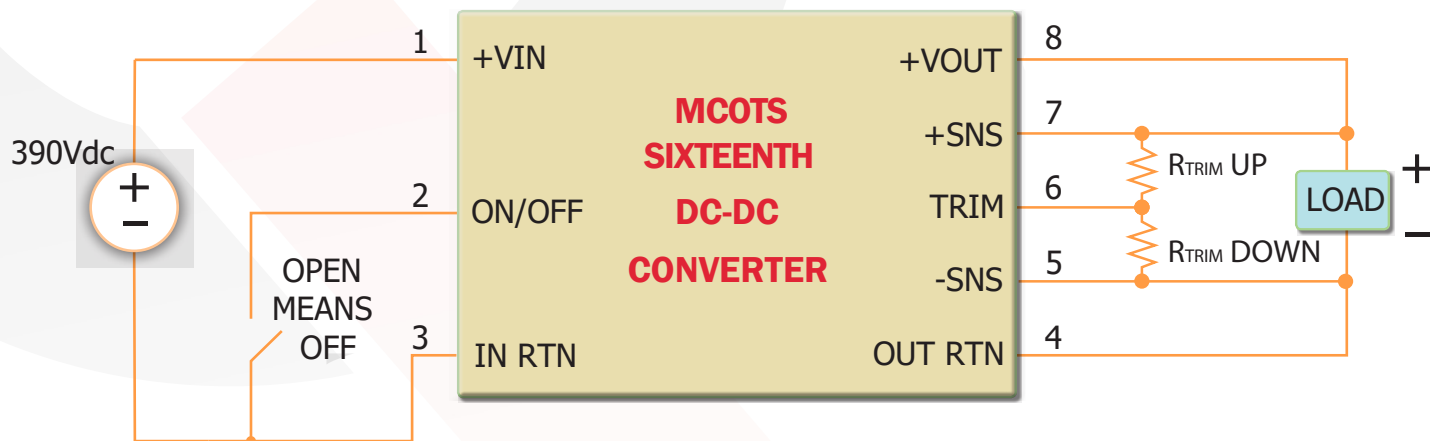 390Vdc
+
−
1
+VIN
2
ON/OFF
3
IN RTN
OPEN
MEANS
OFF
MCOTS
SIXTEENTH
DC-DC
CONVERTER
8
+VOUT
7
+SNS
6
TRIM
5
-SNS
4
OUT RTN
RTRIM UP
RTRIM DOWN
LOAD
+
−